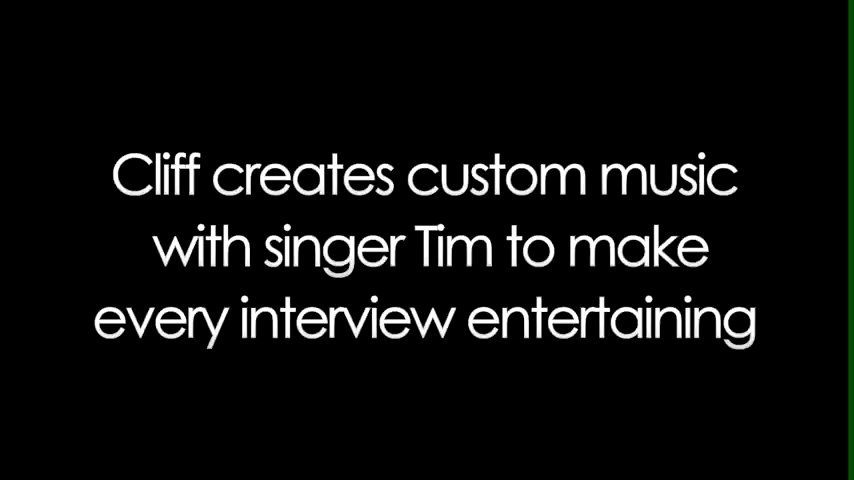 Cliff creates custom music
with singer Tim to make
every interview entertaining